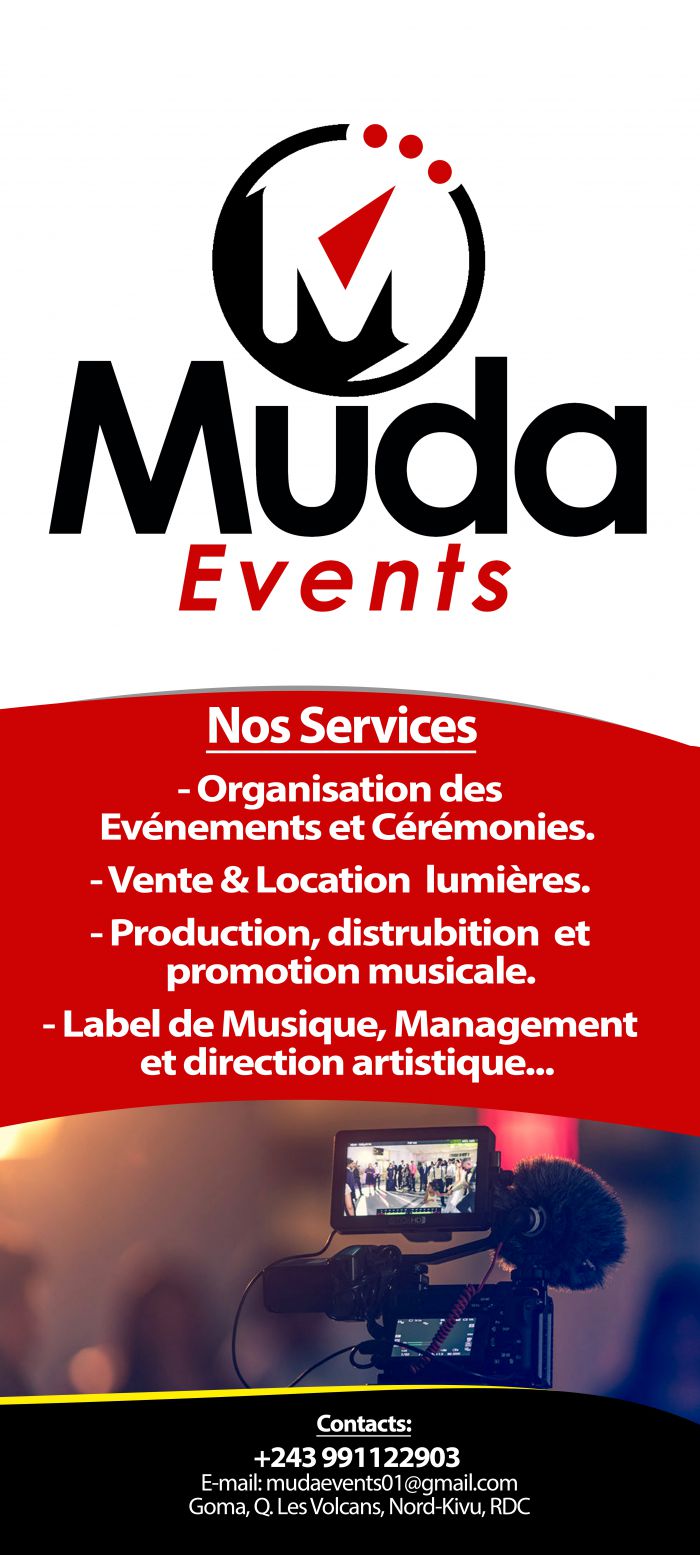 M
Muda
Events
Nos Services
- Organisation des
Evénements et Cérémonies.
- Vente & Location lumières.
- Production, distrubition et
promotion musicale.
- Label de Musique, Management
et direction artistique...
Contacts:
+243 991122903
E-mail: mudaevents01@gmail.com
Goma, Q. Les Volcans, Nord-Kivu, RDC